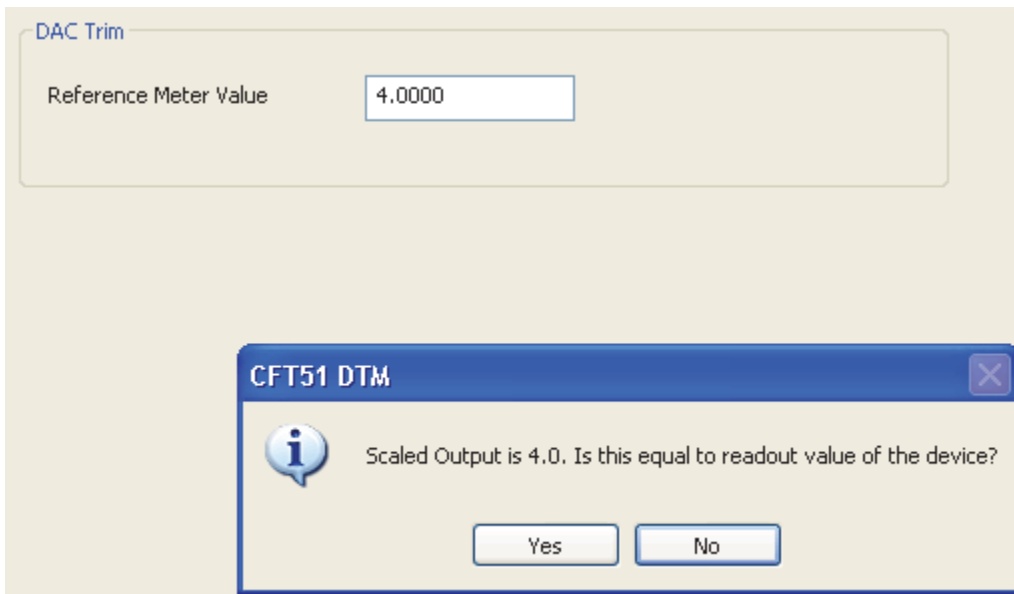 DAC Trim
Reference Meter Value 4.0000
CFT51 DTM
Scaled Output is 4.0. Is this equal to readout value of the device?
Yes No